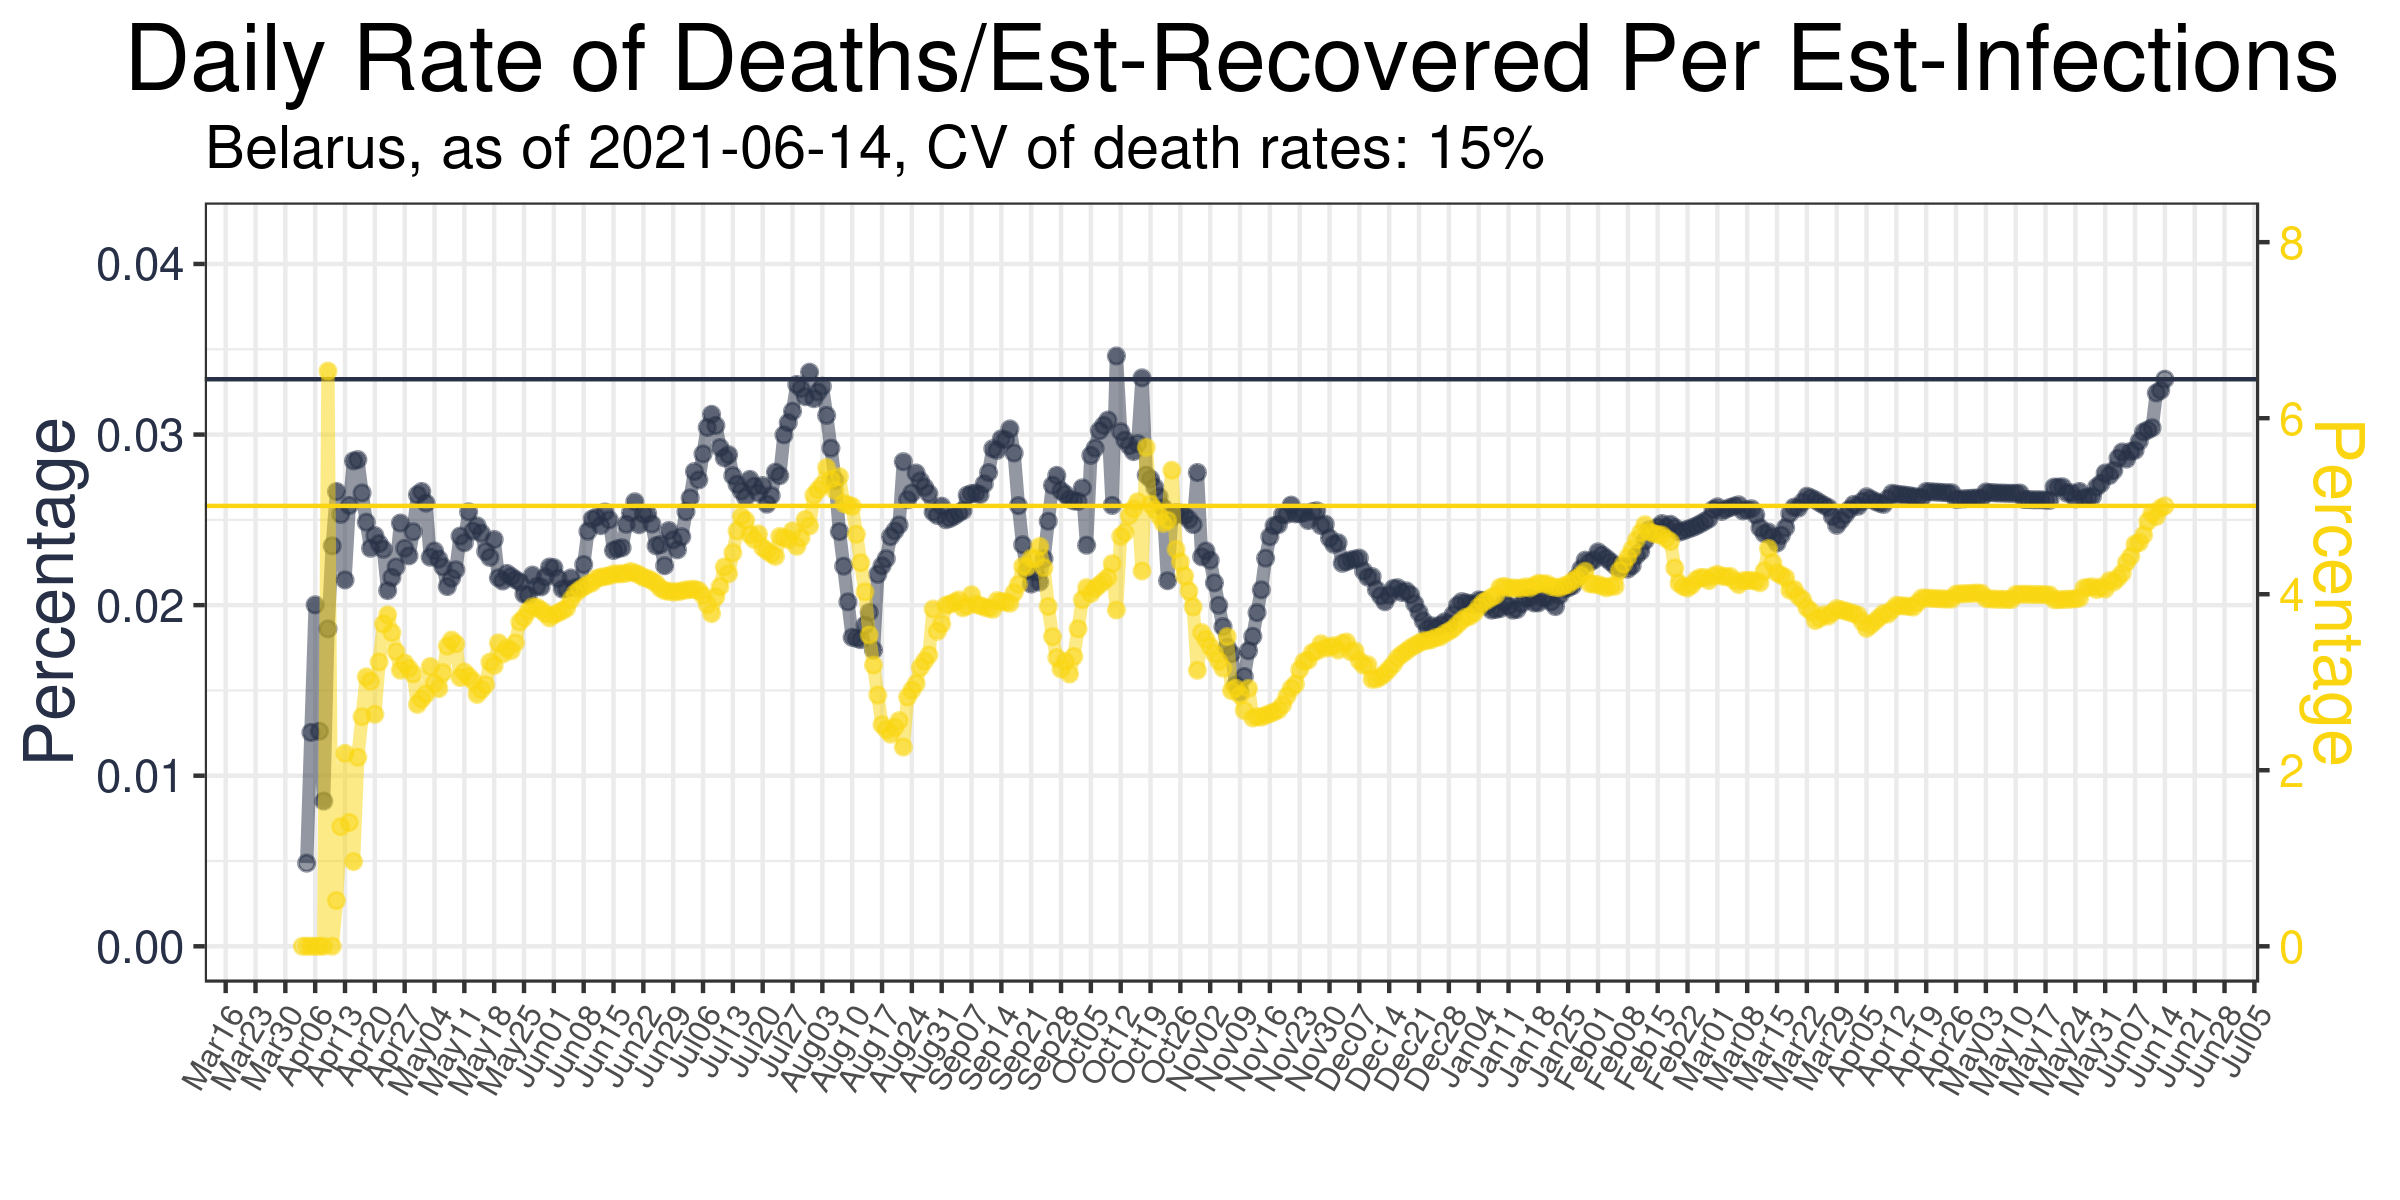 Daily Rate of Deaths/Est-Recovered Per Est-Infections
Belarus, as of 2021-06-14, CV of death rates: 15%
Percentage
0.04
0.03
0.02
0.01
0.00
8
6
4
2
0
Percentage
Mar16
Mar23
Mar30
Apr06
Apr13
Apr20
Apr27
May04
May11
May18
May25
Jun01
Jun08
Jun15
Jun22
Jun29
Jul06
Jul13
Jul20
Jul27
Aug03
Aug10
Aug17
Aug24
Aug31
Sep07
Sep14
Sep21
Sep28
Oct05
Oct12
Oct19
Oct26
Nov02
Nov09
Nov16
Nov23
Nov30
Dec07
Dec14
Dec21
Dec28
Jan04
Jan11
Jan18
Jan25
Feb01
Feb08
Feb15
Feb22
Mar01
Mar08
Mar15
Mar22
Mar29
Apr05
Apr12
Apr19
Apr26
May03
May10
May17
May24
May31
Jun07
Jun14
Jun21
Jun28
Jul05